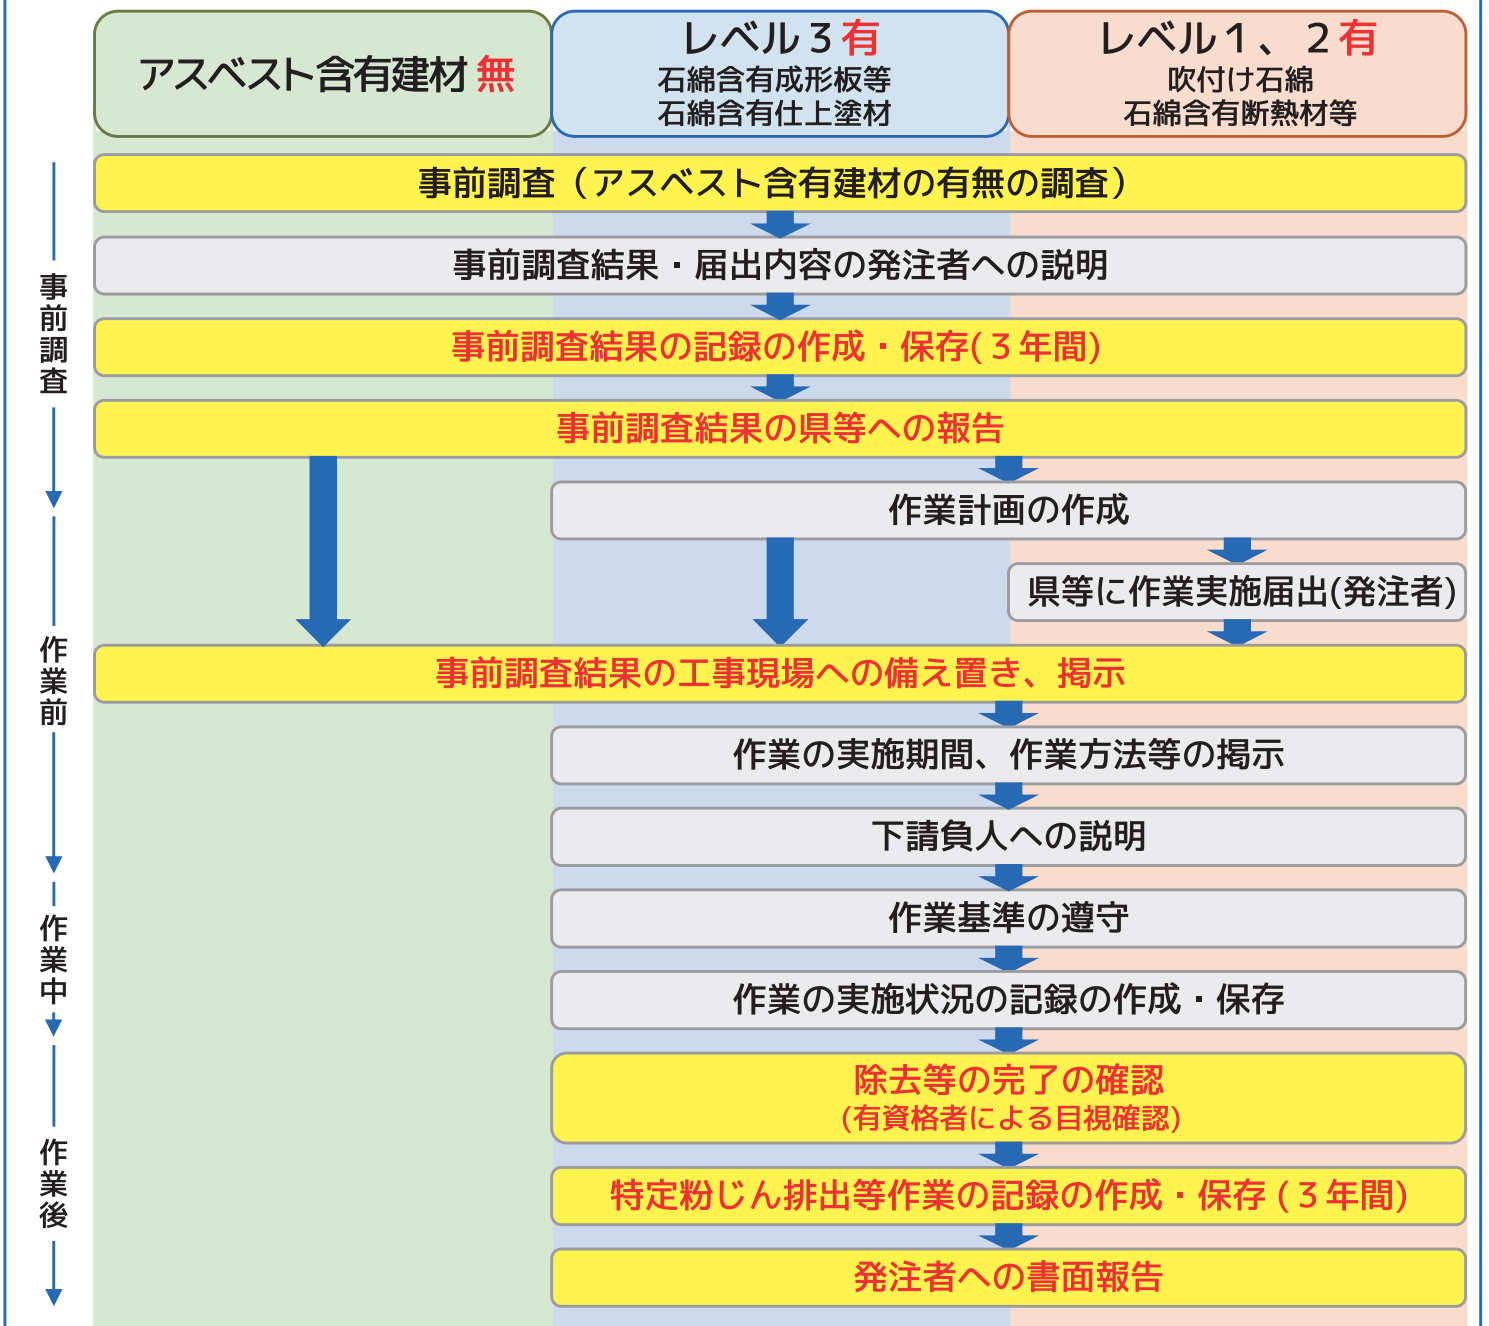 アスベスト含有建材 無
レベル３有
石綿含有成形板等
石綿含有仕上塗材
レベル１、２有
吹付け石綿
石綿含有断熱材等
事前調査
事前調査（アスベスト含有建材の有無の調査）
事前調査結果・届出内容の発注者への説明
事前調査結果の記録の作成・保存(３年間)
事前調査結果の県等への報告
作業前
作業計画の作成
県等に作業実施届出(発注者)
事前調査結果の工事現場への備え置き、掲示
作業の実施期間、作業方法等の掲示
下請負人への説明
作業中
作業基準の遵守
作業の実施状況の記録の作成・保存
作業後
除去等の完了の確認
(有資格者による目視確認)
特定粉じん排出等作業の記録の作成・保存 (３年間)
発注者への書面報告